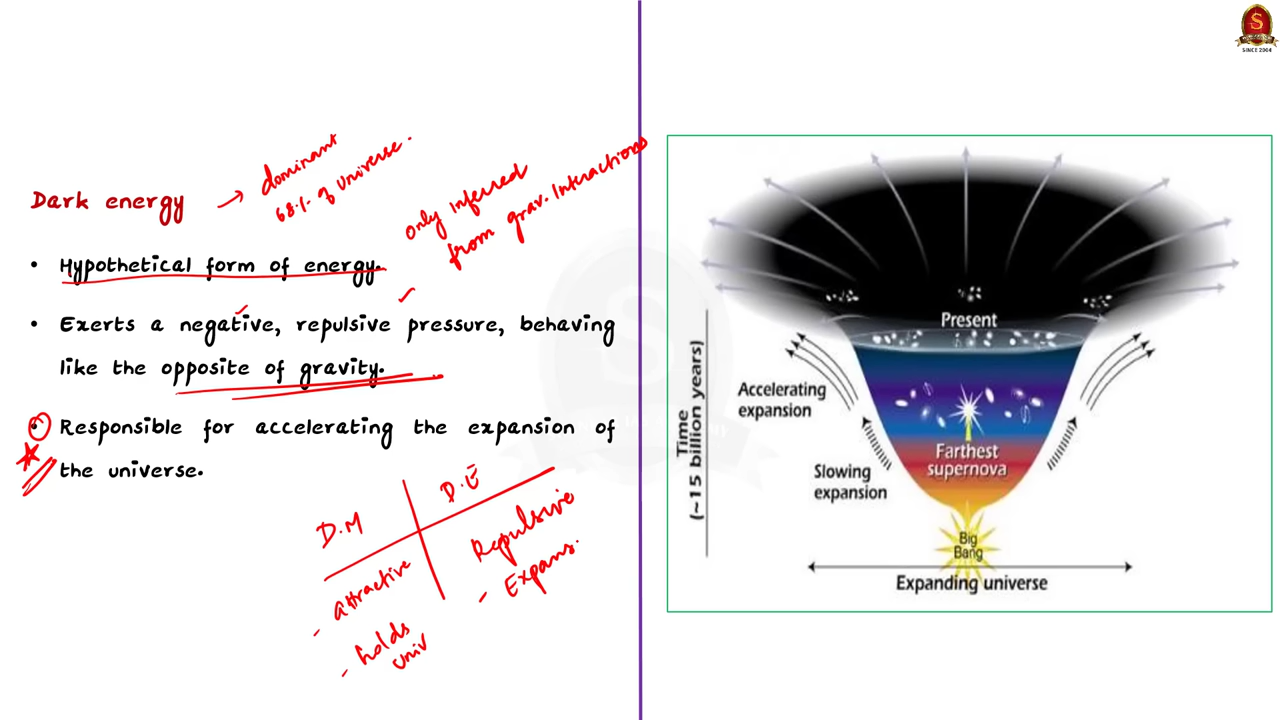 Dark energy
→ dominant
68% of universe.
only inferred
from grav. Interactions
• Hypothetical form of energy.
• Exerts a negative, repulsive pressure, behaving
like the opposite of gravity.
• Responsible for accelerating the expansion of
the universe.
D.M
D.E
- attractive
- holds
univ
Repulsive
- Expans.
S
SINCE 2004
Present
Accelerating
expansion
Farthest
supernova
Slowing
expansion
Big
Bang
Expanding universe
Time
(~15 billion years)